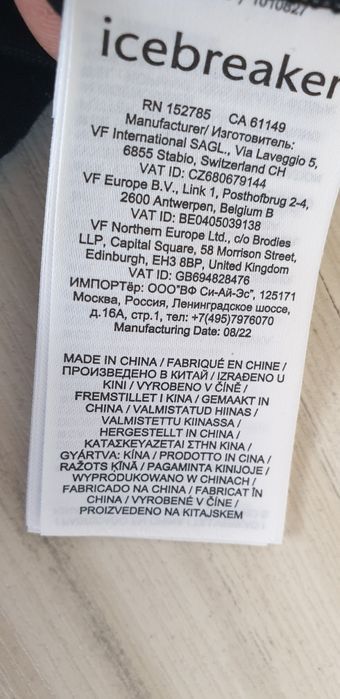 1010827
icebreaker
RN 152785 CA 61149
Manufacturer/ Изготовитель:
VF International SAGL., Via Laveggio 5,
6855 Stabio, Switzerland CH
VAT ID: CZ680679144
VF Europe B.V., Link 1, Posthofbrug 2-4,
2600 Antwerpen, Belgium B
VAT ID: BE0405039138
VF Northern Europe Ltd., c/o Brodies
LLP, Capital Square, 58 Morrison Street,
Edinburgh, EH3 8BP, United Kingdom
VAT ID: GB694828476
ИМПОРТёр: ООО"ВФ Си-Ай-Эс", 125171
Москва, Россия, Ленинградское шоссе,
д.16А, стр.1, тел: +7(495)7976070
Manufacturing Date: 08/22
MADE IN CHINA / FABRIQUÉ EN CHINE /
ПРОИЗВЕДЕНО В КИТАЙ / IZRAĐENO U
KINI / VYROBENO V ČÍNĚ /
FREMSTILLET I KINA / GEMAAKT IN
CHINA / VALMISTATUD HIINAS /
VALMISTETTU KIINASSA /
HERGESTELLT IN CHINA /
ΚΑΤΑΣΚΕΥΑΖΕΤΑΙ ΣΤΗΝ ΚΙΝΑ /
GYÁRTVA: KÍNA / PRODOTTO IN CINA /
RAŽOTS ĶĪNĀ / PAGAMINTA KINIJOJE /
WYPRODUKOWANO W CHINACH /
FABRICADO NA CHINA / FABRICAT ÎN
CHINA / VYROBENÉ V ČÍNE /
PROIZVEDENO NA KITAJSKEM